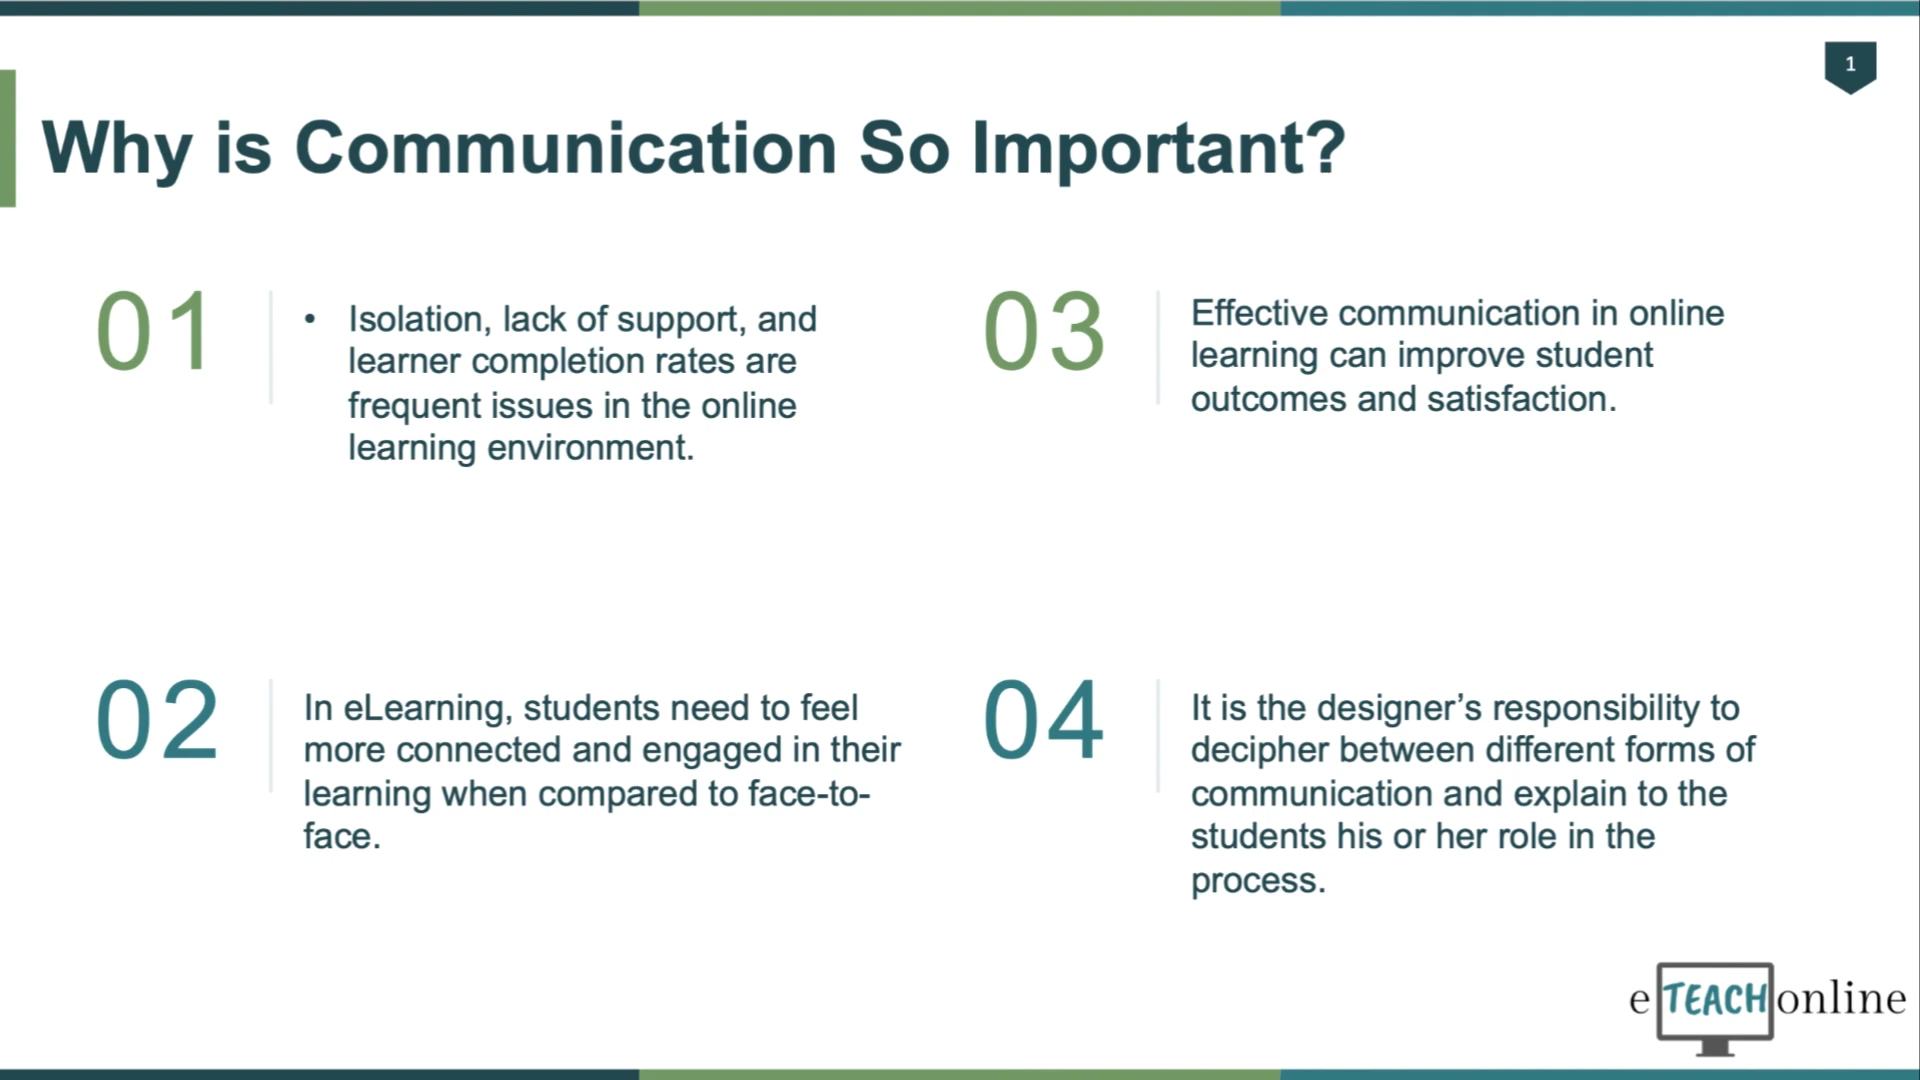 1
Why is Communication So Important?
01
• Isolation, lack of support, and
learner completion rates are
frequent issues in the online
learning environment.
02
In eLearning, students need to feel
more connected and engaged in their
learning when compared to face-to-
face.
03
Effective communication in online
learning can improve student
outcomes and satisfaction.
04
It is the designer’s responsibility to
decipher between different forms of
communication and explain to the
students his or her role in the
process.
e TEACH online